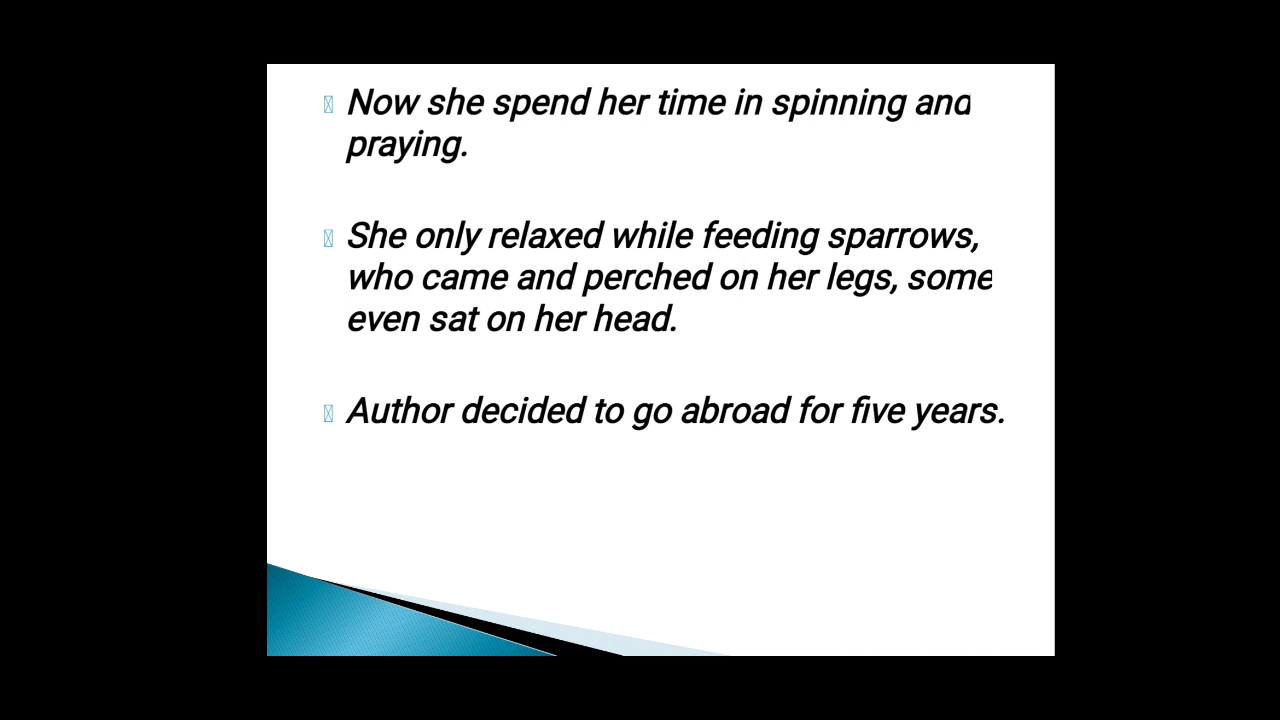 Now she spend her time in spinning and
praying.
She only relaxed while feeding sparrows,
who came and perched on her legs, some
even sat on her head.
Author decided to go abroad for five years.